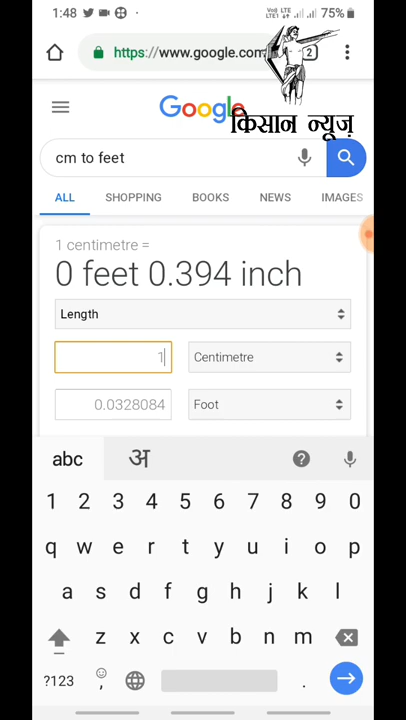 1:48
Vo)) LTE
LTE1
75%
https://www.google.com
2
Google
किसान न्यूज़
cm to feet
ALL SHOPPING BOOKS NEWS IMAGES
1 centimetre =
0 feet 0.394 inch
Length
1 Centimetre
0.0328084 Foot
abc अ ?
1 2 3 4 5 6 7 8 9 0
q w e r t y u i o p
a s d f g h j k l
z x c v b n m
?123 , .